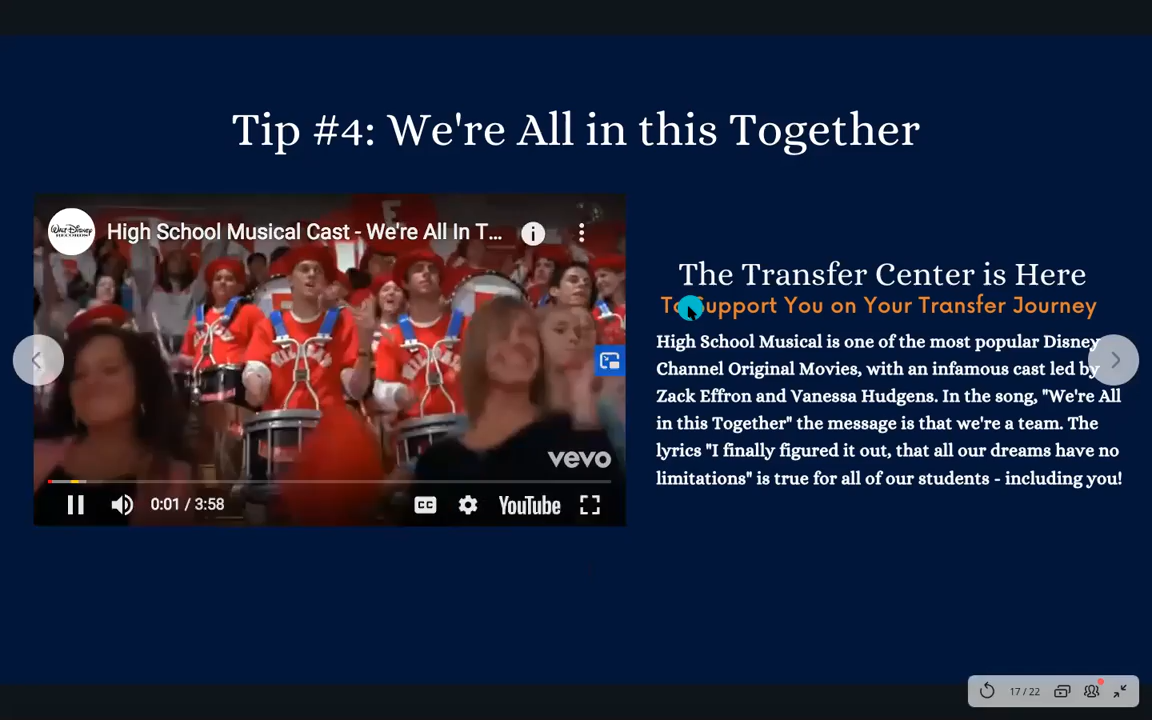 Tip #4: We're All in this Together
WALT DISNEY RECORDS
High School Musical Cast - We're All In T...
E
The Transfer Center is Here
To Support You on Your Transfer Journey
High School Musical is one of the most popular Disney
Channel Original Movies, with an infamous cast led by
Zack Effron and Vanessa Hudgens. In the song, "We're All
in this Together" the message is that we're a team. The
lyrics "I finally figured it out, that all our dreams have no
limitations" is true for all of our students - including you!
vevo
0:01 / 3:58
CC
YouTube
17 / 22